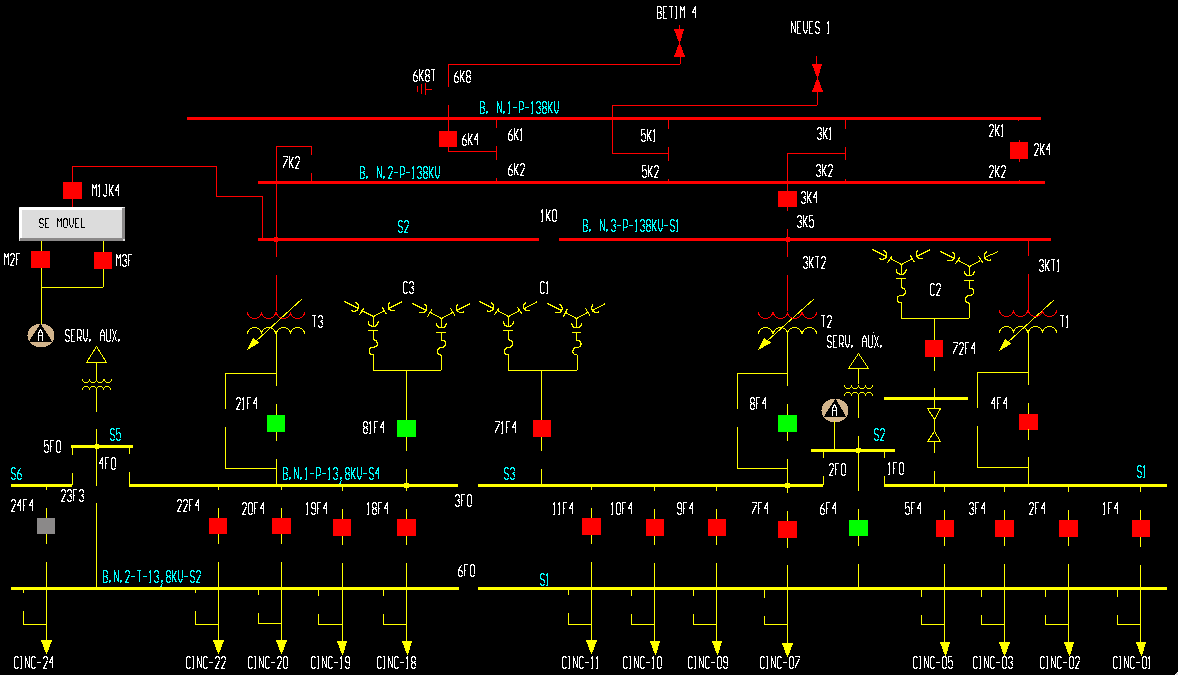 BETIM 4
NEVES 1
6K8T
6K8
B. N.1-P-138KV
6K4
6K1
5K1
3K1
2K1
2K4
7K2
B. N.2-P-138KV
6K2
5K2
3K2
2K2
M1JK4
3K4
SE MOVEL
S2
1K0
B. N.3-P-138KV-S1
3K5
M2F
M3F
3KT2
3KT1
C3
C1
C2
A
SERV. AUX.
T3
T2
T1
SERV. AUX.
72F4
21F4
81F4
71F4
8F4
A
4F4
5F0
S5
4F0
S2
2F0
1F0
S6
B.N.1-P-13,8KV-S4
S3
S1
23F3
3F0
24F4
22F4
20F4
19F4
18F4
11F4
10F4
9F4
7F4
6F4
5F4
3F4
2F4
1F4
B.N.2-T-13,8KV-S2
6F0
S1
CINC-24
CINC-22
CINC-20
CINC-19
CINC-18
CINC-11
CINC-10
CINC-09
CINC-07
CINC-05
CINC-03
CINC-02
CINC-01